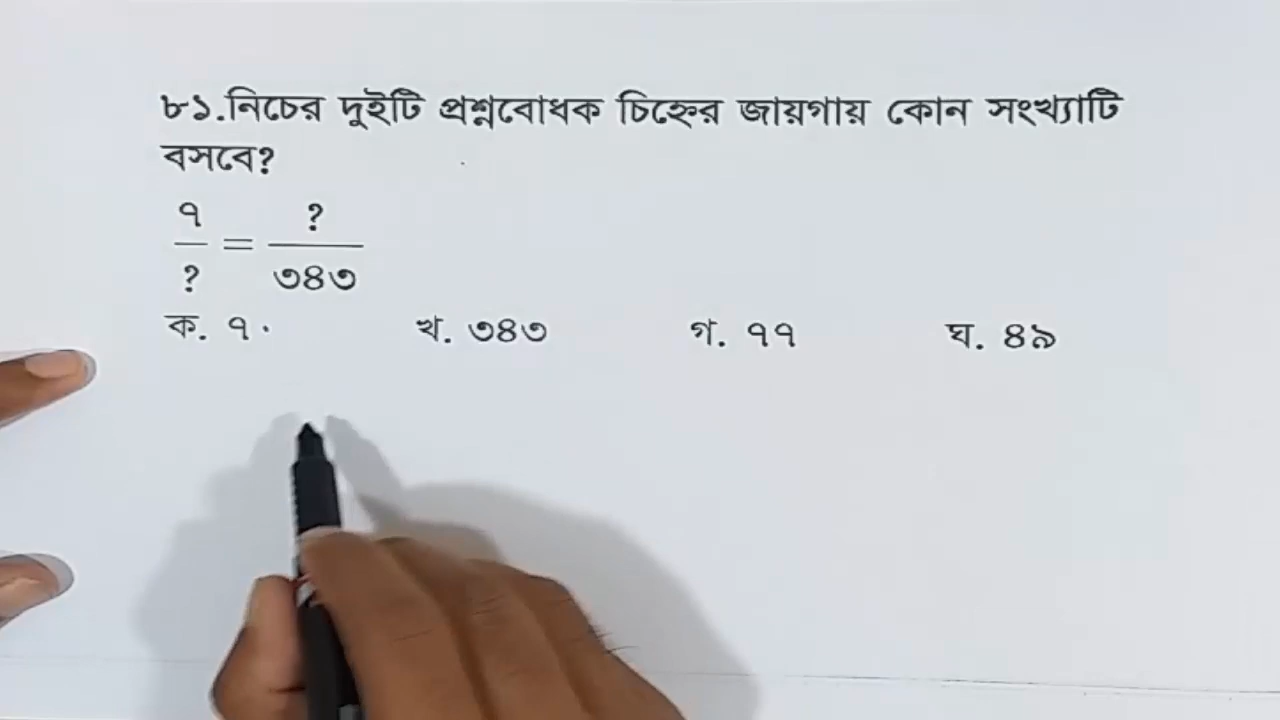 ৮১.নিচের দুইটি প্রশ্নবোধক চিহ্নের জায়গায় কোন সংখ্যাটি
বসবে?
৭/? = ?/৩৪৩
ক. ৭. খ. ৩৪৩ গ. ৭৭ ঘ. ৪৯